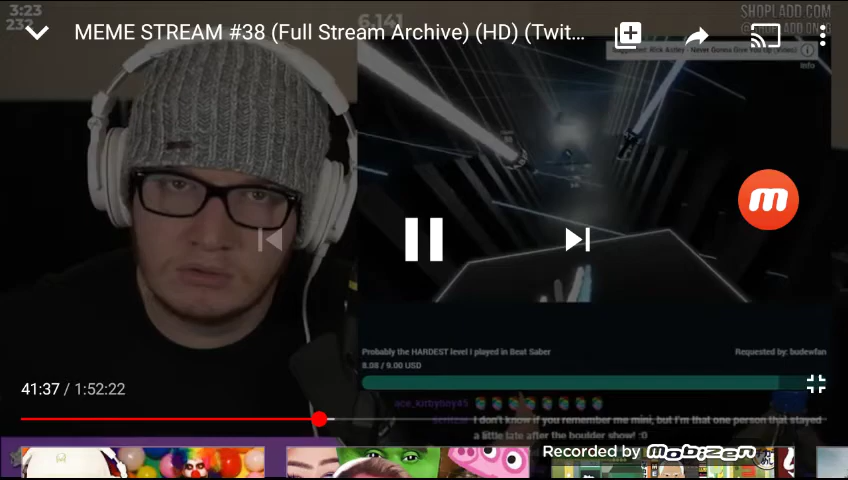 3:23
232
6,141
SHOPLADD.COM
MEME STREAM #38 (Full Stream Archive) (HD) (Twit...
Rick Astley - Never Gonna Give You Up (Video)
Info
m
Probably the HARDEST level I played in Beat Saber
Requested by: budewfan
8.08 / 9.00 USD
41:37 / 1:52:22
ace_kirbyboy45
I don't know if you remember me mini, but I'm that one person that stayed
a little late after the boulder show! :O
Recorded by mobizen